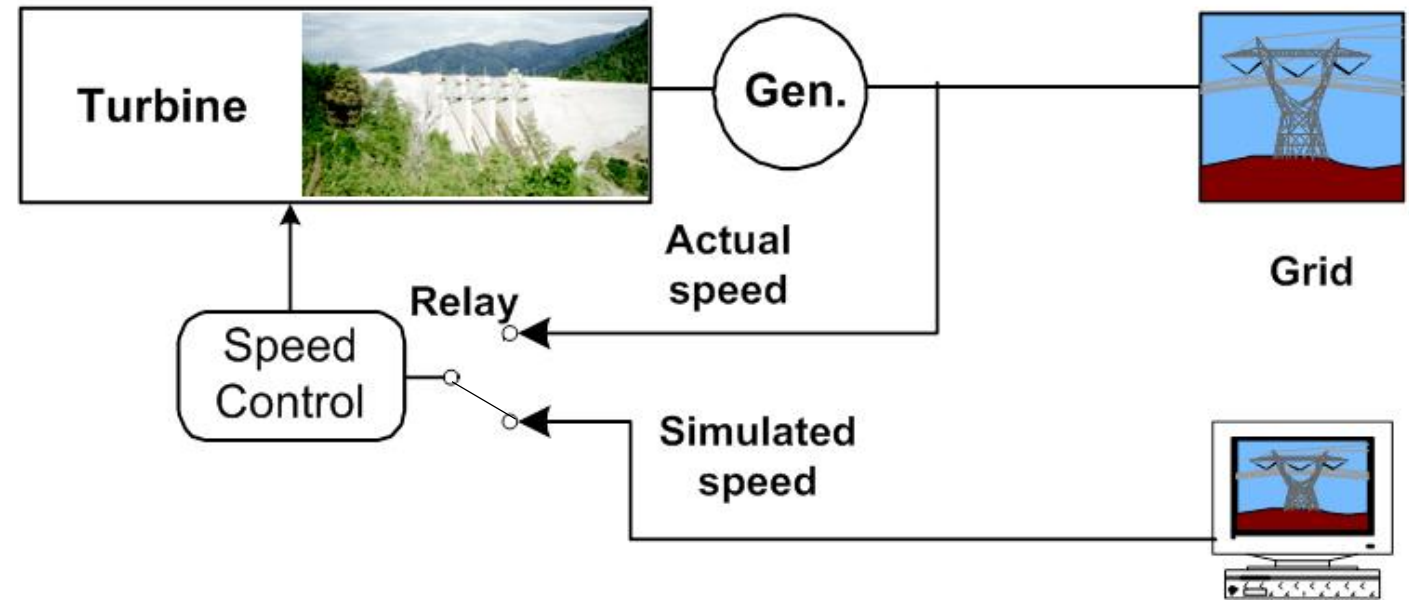 Turbine
Gen.
Actual
speed
Grid
Relay
Speed
Control
Simulated
speed